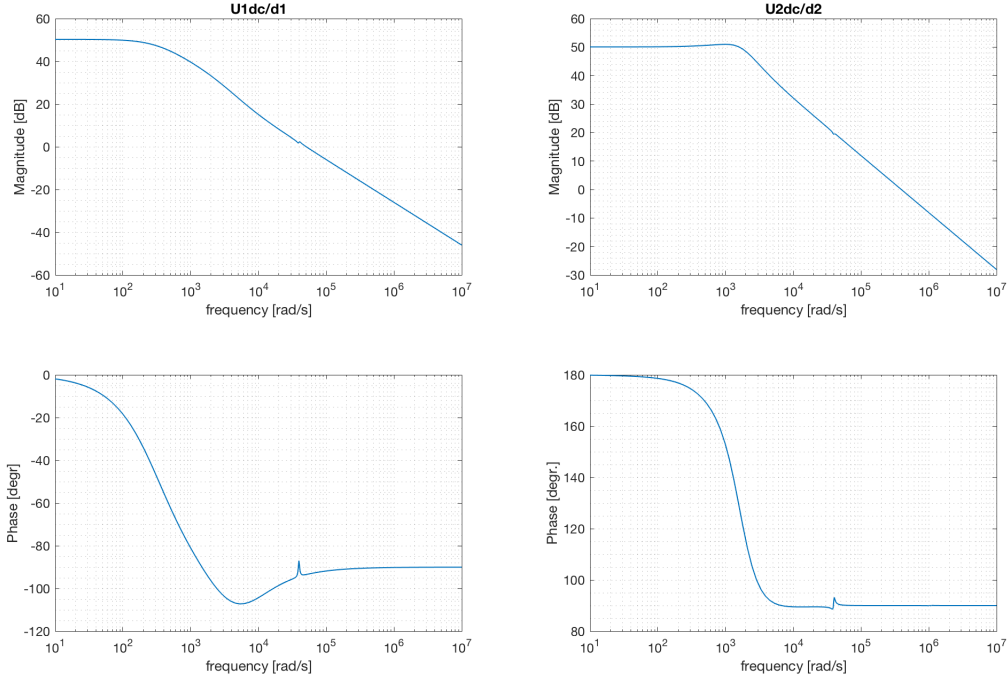 U1dc/d1
Magnitude [dB]
60
40
20
0
-20
-40
-60
10^1 10^2 10^3 10^4 10^5 10^6 10^7
frequency [rad/s]
U2dc/d2
Magnitude [dB]
60
50
40
30
20
10
0
-10
-20
-30
10^1 10^2 10^3 10^4 10^5 10^6 10^7
frequency [rad/s]
Phase [degr]
0
-20
-40
-60
-80
-100
-120
10^1 10^2 10^3 10^4 10^5 10^6 10^7
frequency [rad/s]
Phase [degr.]
180
160
140
120
100
80
10^1 10^2 10^3 10^4 10^5 10^6 10^7
frequency [rad/s]